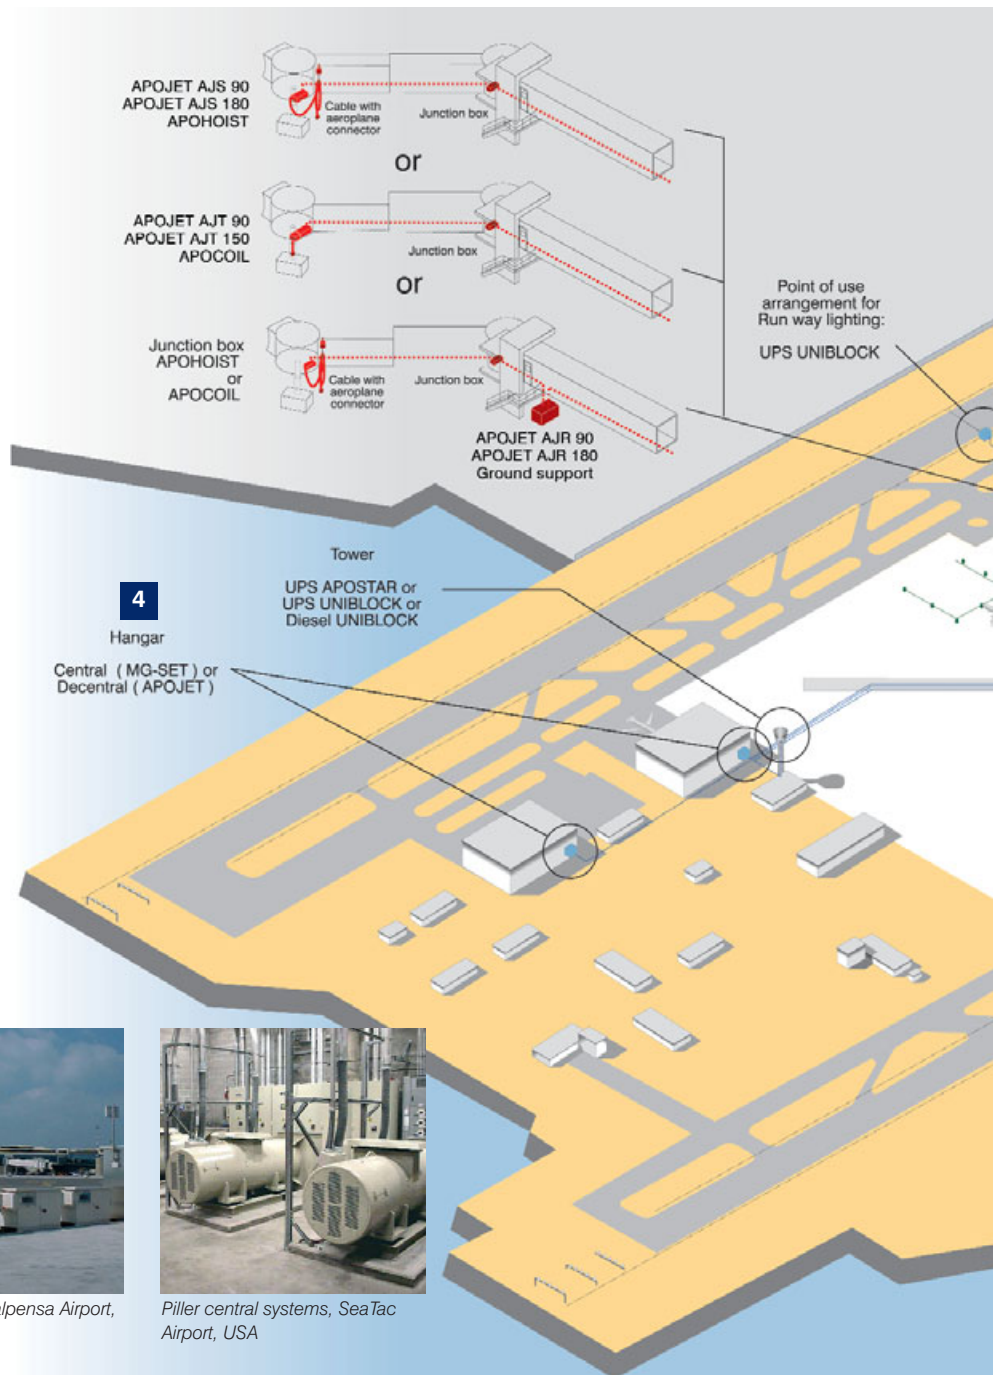 APOJET AJS 90
APOJET AJS 180
APOHOIST
Cable with
aeroplane
connector
Junction box
or
APOJET AJT 90
APOJET AJT 150
APOCOIL
Junction box
or
Junction box
APOHOIST
or
APOCOIL
Cable with
aeroplane
connector
Junction box
APOJET AJR 90
APOJET AJR 180
Ground support
Point of use
arrangement for
Run way lighting:
UPS UNIBLOCK
Tower
UPS APOSTAR or
UPS UNIBLOCK or
Diesel UNIBLOCK
4
Hangar
Central ( MG-SET ) or
Decentral ( APOJET )
lpensa Airport,
Piller central systems, SeaTac
Airport, USA